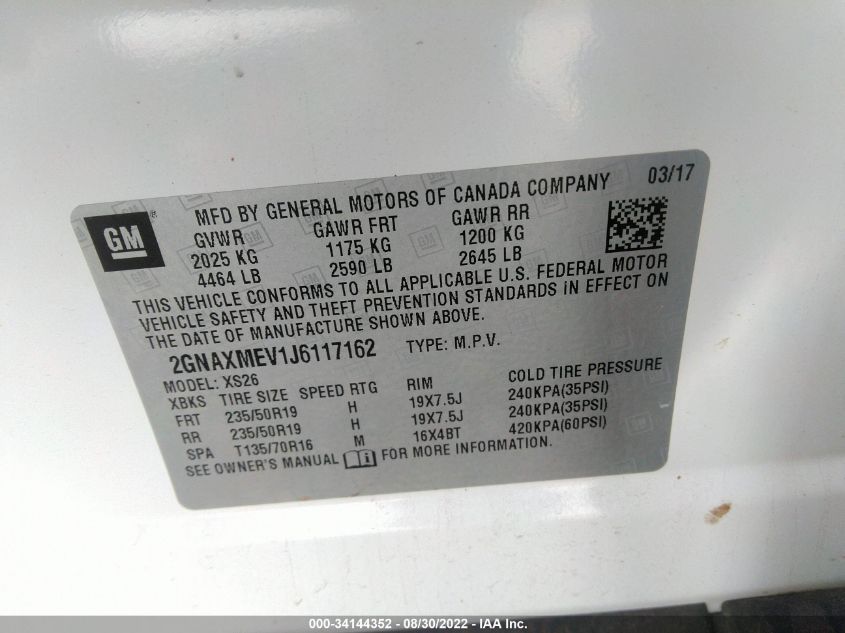 MFD BY GENERAL MOTORS OF CANADA COMPANY 03/17
GM ®
GVWR GAWR FRT GAWR RR
2025 KG 1175 KG 1200 KG
4464 LB 2590 LB 2645 LB
THIS VEHICLE CONFORMS TO ALL APPLICABLE U.S. FEDERAL MOTOR
VEHICLE SAFETY AND THEFT PREVENTION STANDARDS IN EFFECT ON
THE DATE OF MANUFACTURE SHOWN ABOVE.
2GNAXMEV1J6117162 TYPE: M.P.V.
MODEL: XS26
XBKS TIRE SIZE SPEED RTG RIM COLD TIRE PRESSURE
FRT 235/50R19 H 19X7.5J 240KPA(35PSI)
RR 235/50R19 H 19X7.5J 240KPA(35PSI)
SPA T135/70R16 M 16X4BT 420KPA(60PSI)
SEE OWNER'S MANUAL FOR MORE INFORMATION.
000-34144352 - 08/30/2022 - IAA Inc.